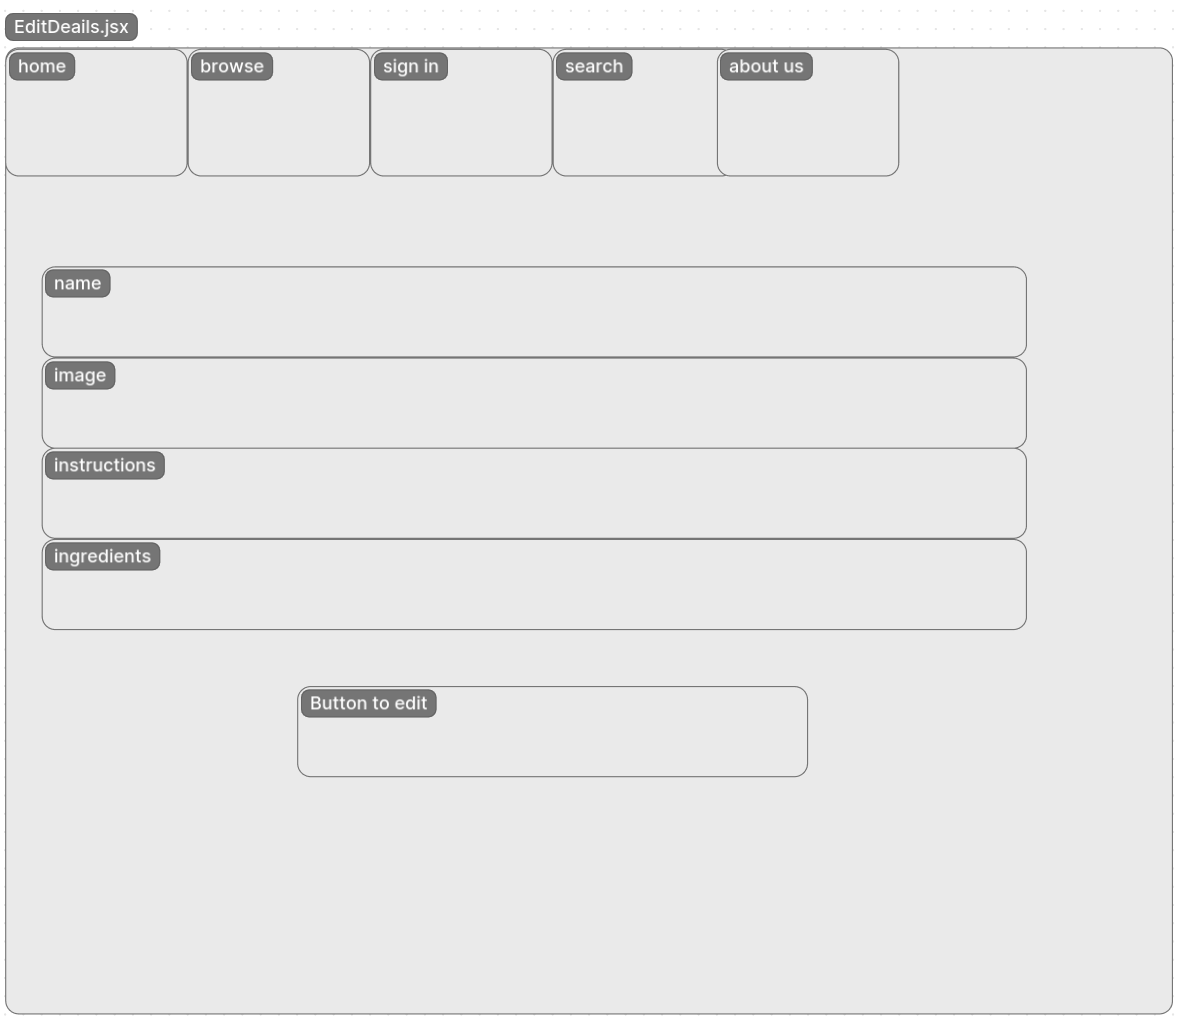 EditDeails.jsx
home
browse
sign in
search
about us
name
image
instructions
ingredients
Button to edit